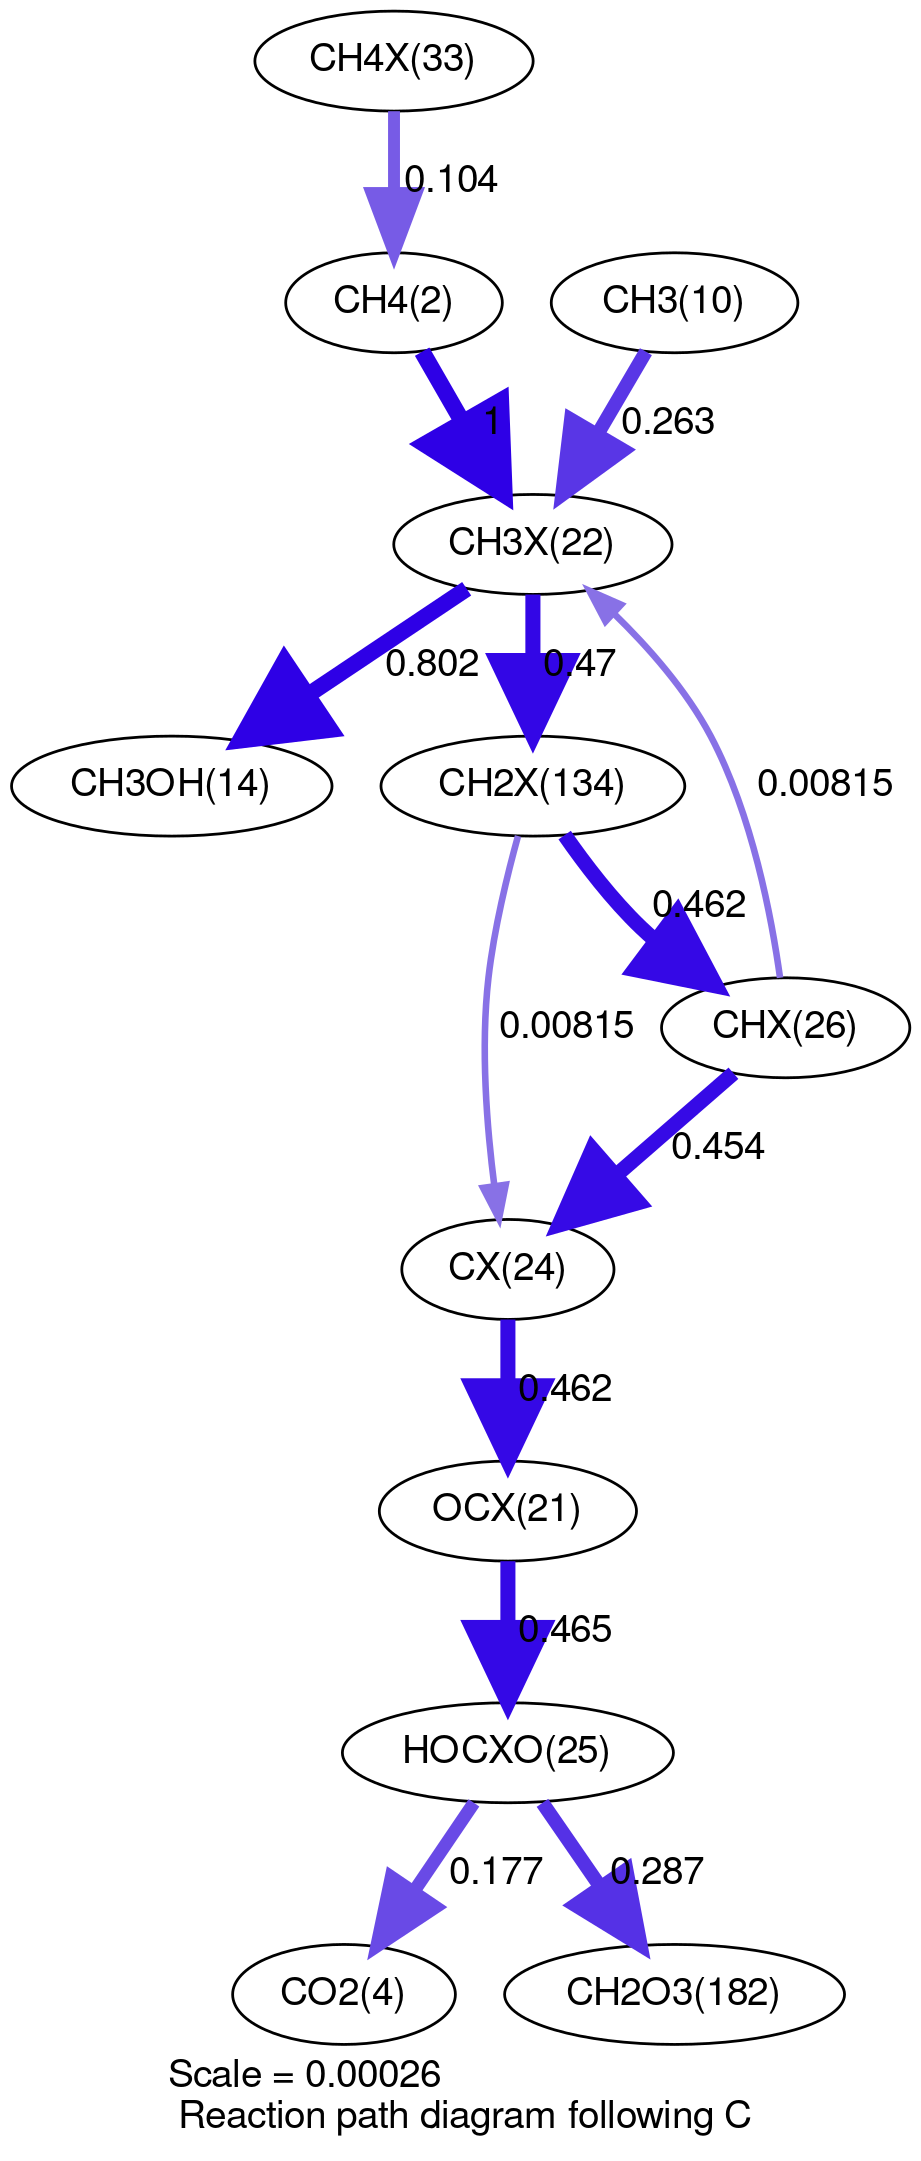 CH4X(33)
0.104
CH4(2)
CH3(10)
1
0.263
CH3X(22)
0.802
0.47
0.00815
CH3OH(14)
CH2X(134)
0.462
0.00815
CHX(26)
0.454
CX(24)
0.462
OCX(21)
0.465
HOCXO(25)
0.177
0.287
CO2(4)
CH2O3(182)
Scale = 0.00026
Reaction path diagram following C